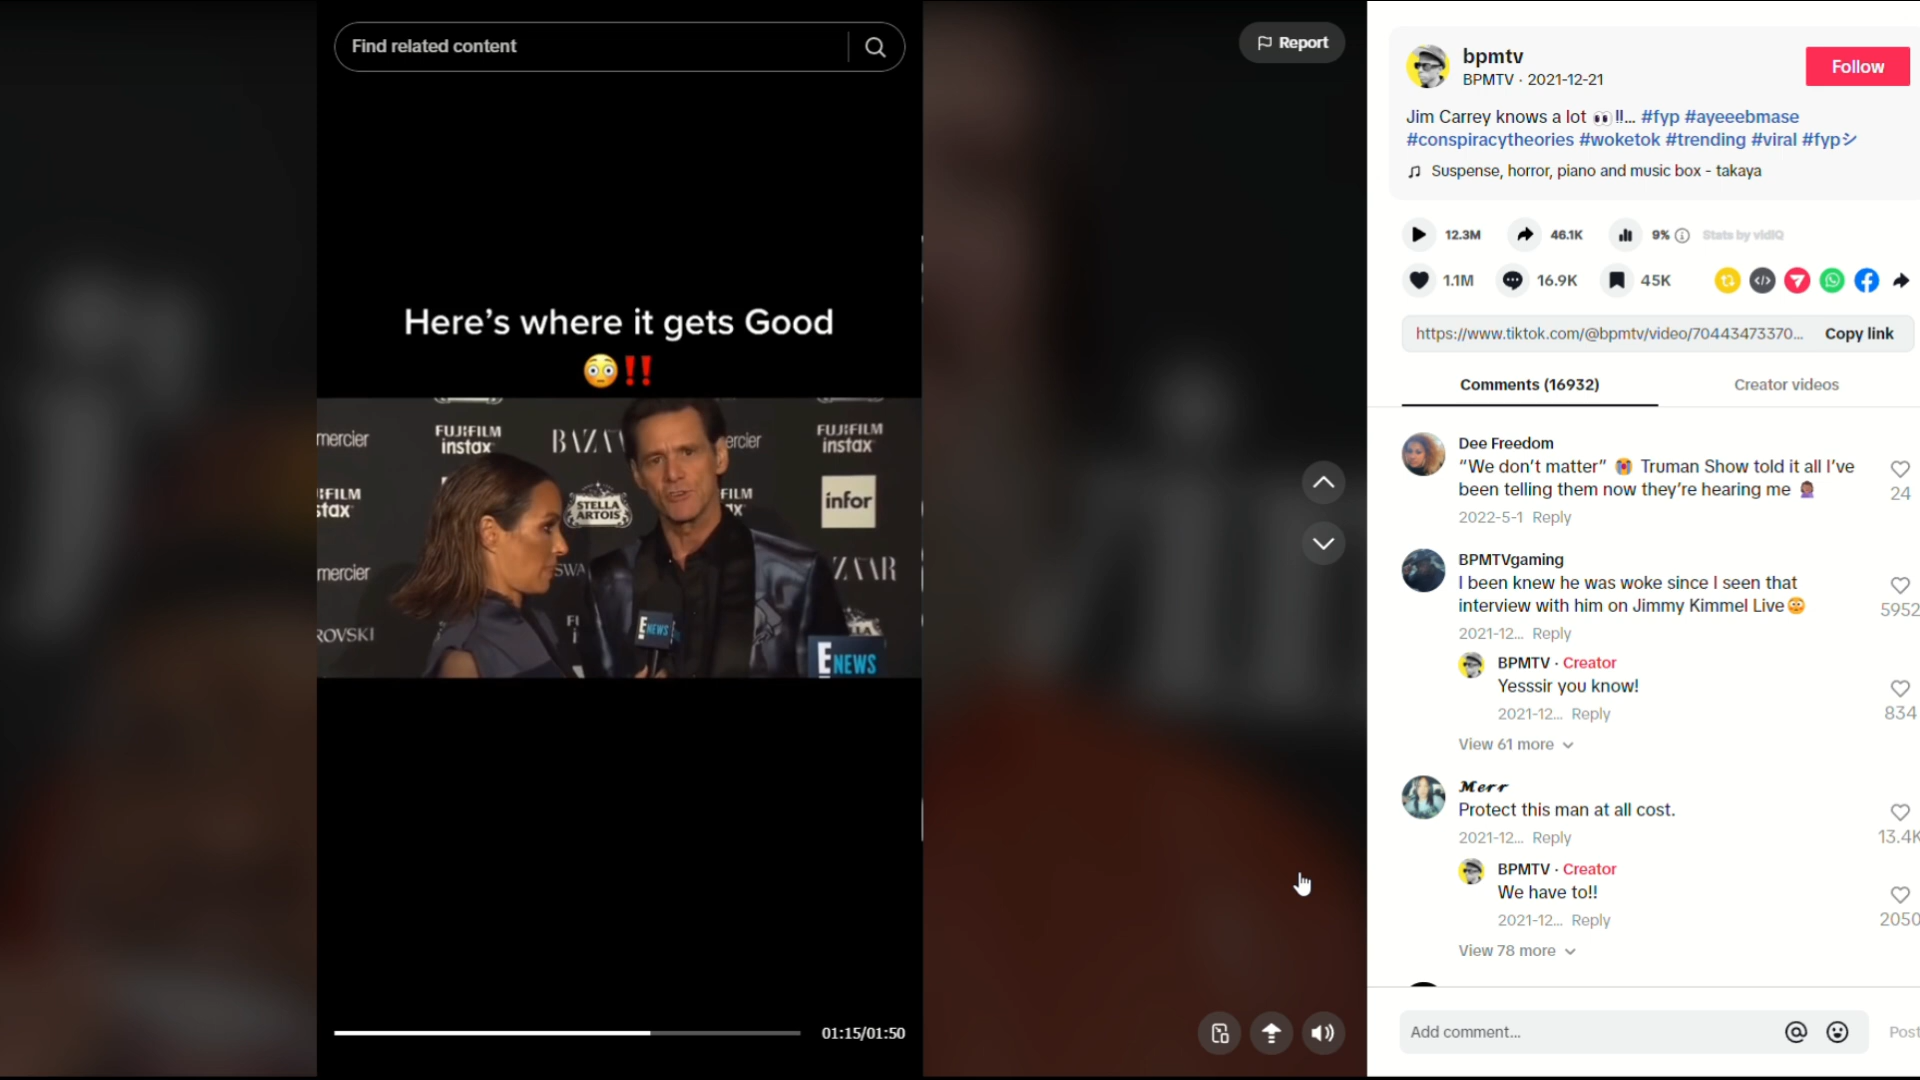 Find related content
Report
Here's where it gets Good
😳‼️
mercier
FUJIFILM
instax
BAZA
ercier
FUJIFILM
instax
IFILM
stax
STELLA
ARTOIS
FILM
infor
mercier
SWA
ZAAR
ROVSKI
E NEWS
E NEWS
01:15/01:50
bpmtv
BPMTV · 2021-12-21
Follow
Jim Carrey knows a lot 👀‼️... #fyp #ayeeebmase
#conspiracytheories #woketok #trending #viral #fypシ
Suspense, horror, piano and music box - takaya
12.3M
46.1K
9%
Stats by vidIQ
1.1M
16.9K
45K
https://www.tiktok.com/@bpmtv/video/70443473370...
Copy link
Comments (16932)
Creator videos
Dee Freedom
“We don’t matter” 😭 Truman Show told it all I’ve
been telling them now they’re hearing me 🤦🏽‍♀️
24
2022-5-1 Reply
BPMTVgaming
I been knew he was woke since I seen that
interview with him on Jimmy Kimmel Live😳
5952
2021-12... Reply
BPMTV · Creator
Yesssir you know!
834
2021-12... Reply
View 61 more
Merr
Protect this man at all cost.
13.4K
2021-12... Reply
BPMTV · Creator
We have to!!
2050
2021-12... Reply
View 78 more
Add comment...
Post